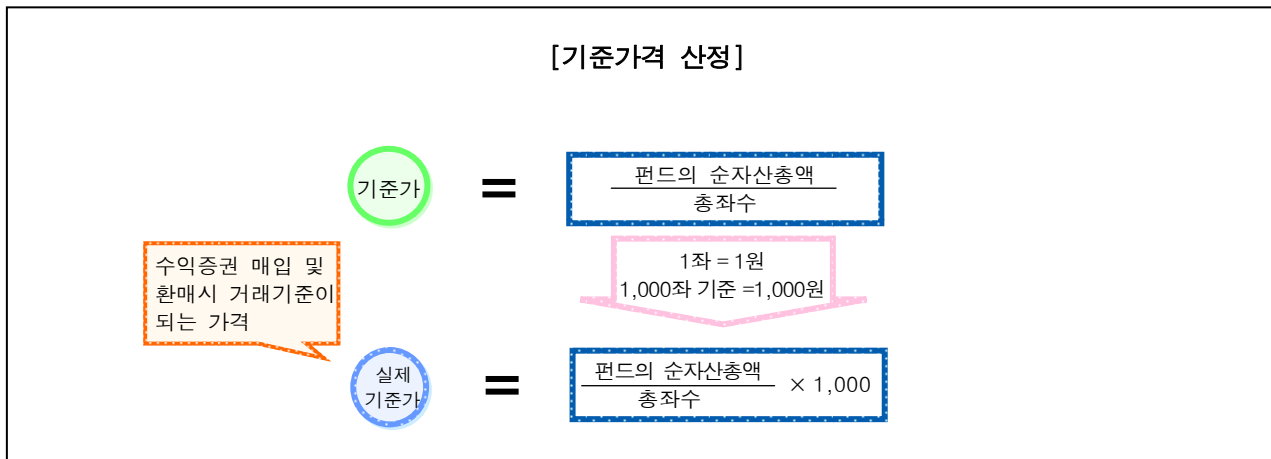 [기준가격 산정]
기준가
=
펀드의 순자산총액
총좌수
수익증권 매입 및
환매시 거래기준이
되는 가격
1좌 = 1원
1,000좌 기준 =1,000원
실제
기준가
=
펀드의 순자산총액
총좌수
× 1,000